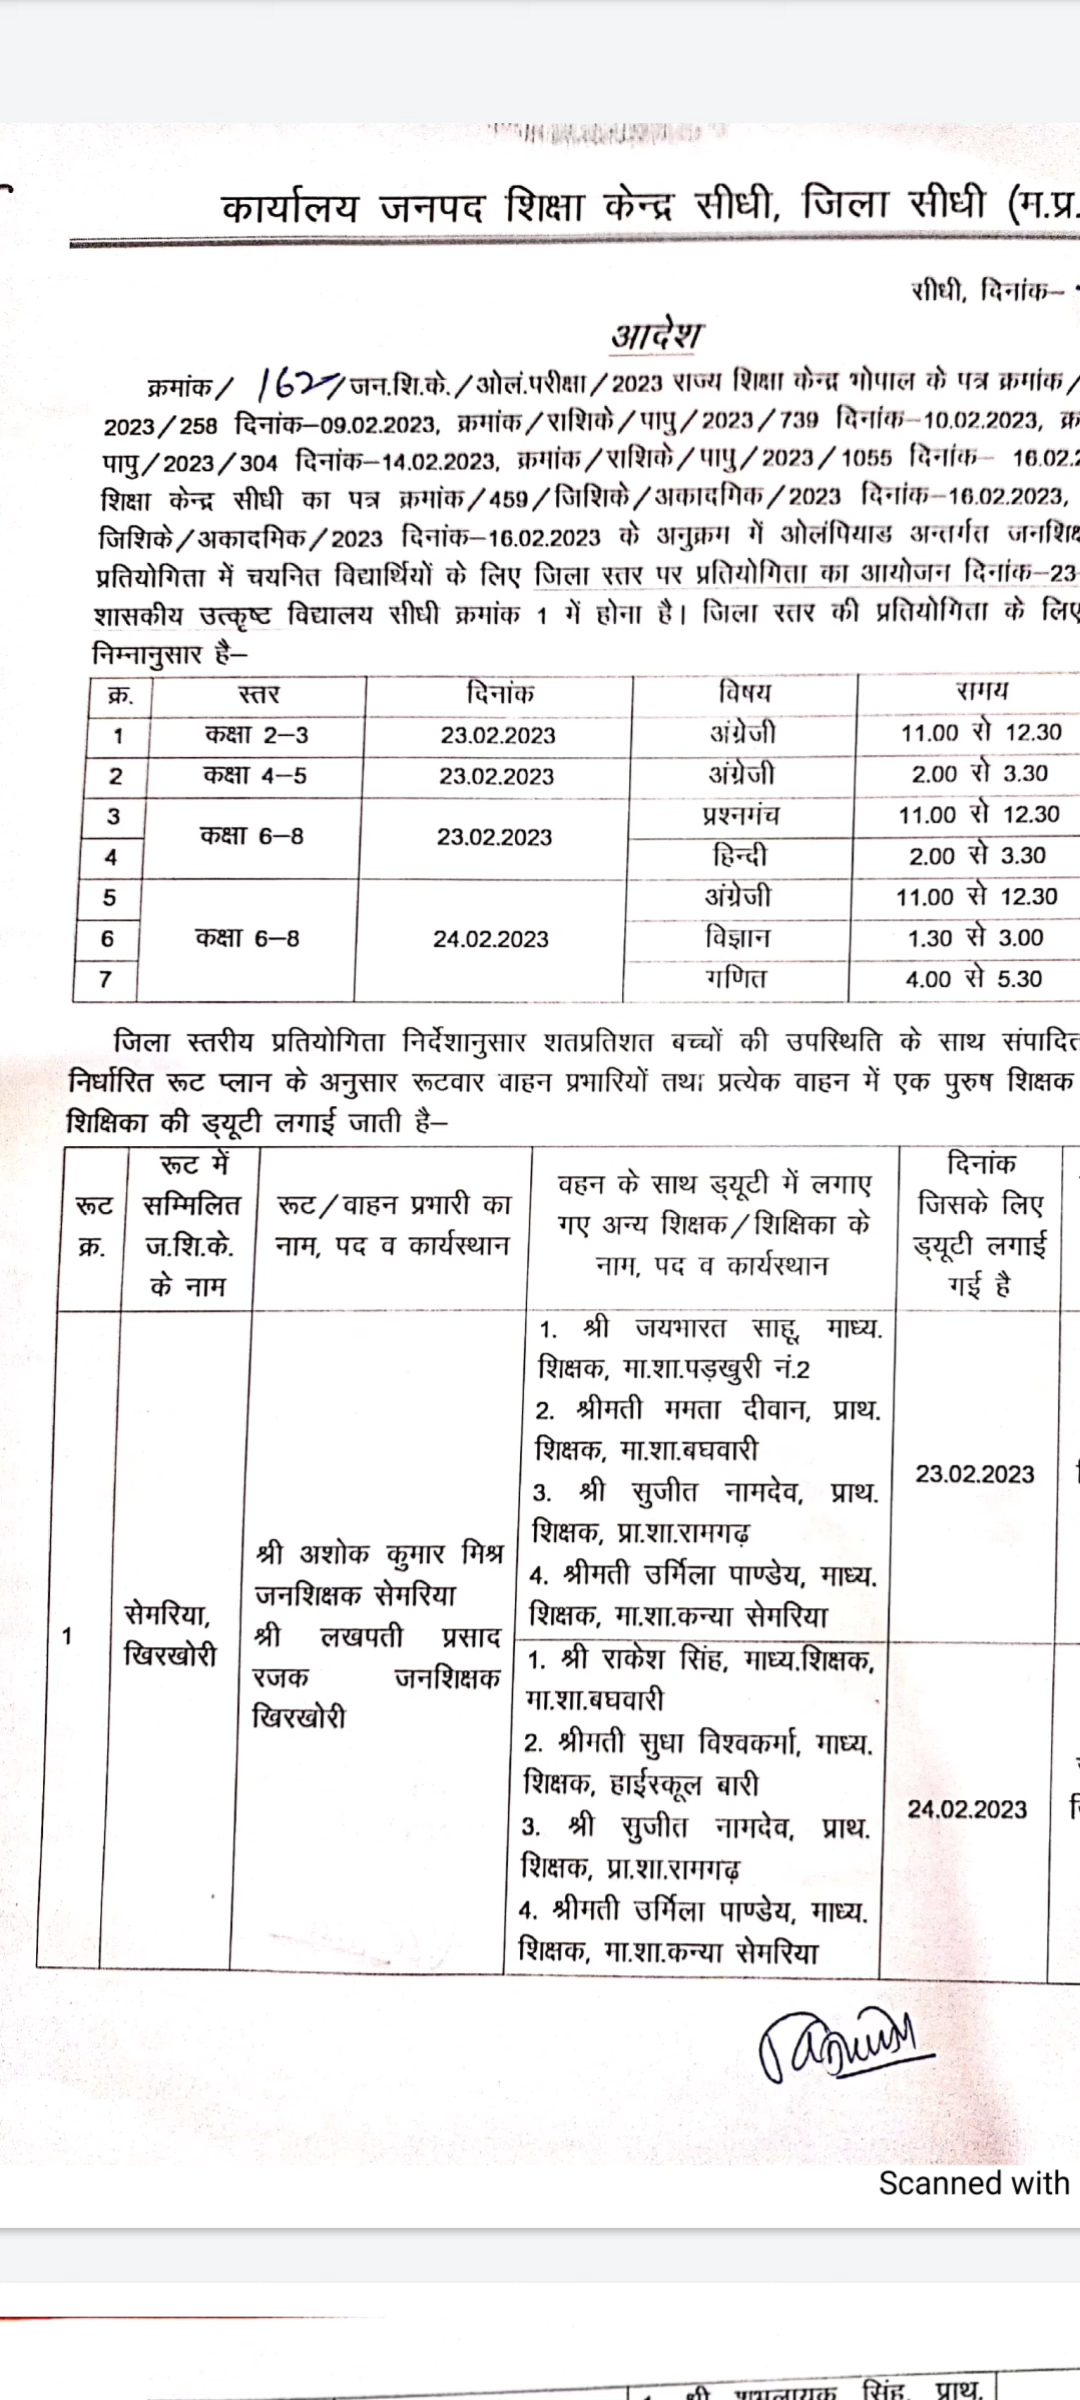 कार्यालय जनपद शिक्षा केन्द्र सीधी, जिला सीधी (म.प्र.
सीधी, दिनांक–
आदेश
क्रमांक/ 162/जन.शि.के./ओलं.परीक्षा/2023 राज्य शिक्षा केन्द्र भोपाल के पत्र क्रमांक/
2023/258 दिनांक–09.02.2023, क्रमांक/राशिके/पापु/2023/739 दिनांक–10.02.2023, क्र
पापु/2023/304 दिनांक–14.02.2023, क्रमांक/राशिके/पापु/2023/1055 दिनांक– 16.02.2
शिक्षा केन्द्र सीधी का पत्र क्रमांक/459/जिशिके/अकादमिक/2023 दिनांक–16.02.2023,
जिशिके/अकादमिक/2023 दिनांक–16.02.2023 के अनुक्रम में ओलंपियाड अन्तर्गत जनशिक्ष
प्रतियोगिता में चयनित विद्यार्थियों के लिए जिला स्तर पर प्रतियोगिता का आयोजन दिनांक–23
शासकीय उत्कृष्ट विद्यालय सीधी क्रमांक 1 में होना है। जिला स्तर की प्रतियोगिता के लिए
निम्नानुसार है–
क्र. स्तर दिनांक विषय समय
1 कक्षा 2–3 23.02.2023 अंग्रेजी 11.00 से 12.30
2 कक्षा 4–5 23.02.2023 अंग्रेजी 2.00 से 3.30
3 कक्षा 6–8 23.02.2023 प्रश्नमंच 11.00 से 12.30
4 हिन्दी 2.00 से 3.30
5 अंग्रेजी 11.00 से 12.30
6 कक्षा 6–8 24.02.2023 विज्ञान 1.30 से 3.00
7 गणित 4.00 से 5.30
जिला स्तरीय प्रतियोगिता निर्देशानुसार शतप्रतिशत बच्चों की उपस्थिति के साथ संपादित
निर्धारित रूट प्लान के अनुसार रूटवार वाहन प्रभारियों तथा प्रत्येक वाहन में एक पुरुष शिक्षक
शिक्षिका की ड्यूटी लगाई जाती है–
रूट
क्र.
रूट में
सम्मिलित
ज.शि.के.
के नाम
रूट/वाहन प्रभारी का
नाम, पद व कार्यस्थान
वहन के साथ ड्यूटी में लगाए
गए अन्य शिक्षक/शिक्षिका के
नाम, पद व कार्यस्थान
दिनांक
जिसके लिए
ड्यूटी लगाई
गई है
1
सेमरिया,
खिरखोरी
श्री अशोक कुमार मिश्र
जनशिक्षक सेमरिया
श्री लखपती प्रसाद
रजक जनशिक्षक
खिरखोरी
1. श्री जयभारत साहू, माध्य.
शिक्षक, मा.शा.पड़खुरी नं.2
2. श्रीमती ममता दीवान, प्राथ.
शिक्षक, मा.शा.बघवारी
3. श्री सुजीत नामदेव, प्राथ.
शिक्षक, प्रा.शा.रामगढ़
4. श्रीमती उर्मिला पाण्डेय, माध्य.
शिक्षक, मा.शा.कन्या सेमरिया
23.02.2023
1. श्री राकेश सिंह, माध्य.शिक्षक,
मा.शा.बघवारी
2. श्रीमती सुधा विश्वकर्मा, माध्य.
शिक्षक, हाईस्कूल बारी
3. श्री सुजीत नामदेव, प्राथ.
शिक्षक, प्रा.शा.रामगढ़
4. श्रीमती उर्मिला पाण्डेय, माध्य.
शिक्षक, मा.शा.कन्या सेमरिया
24.02.2023
Scanned with
सिंह, प्राथ.